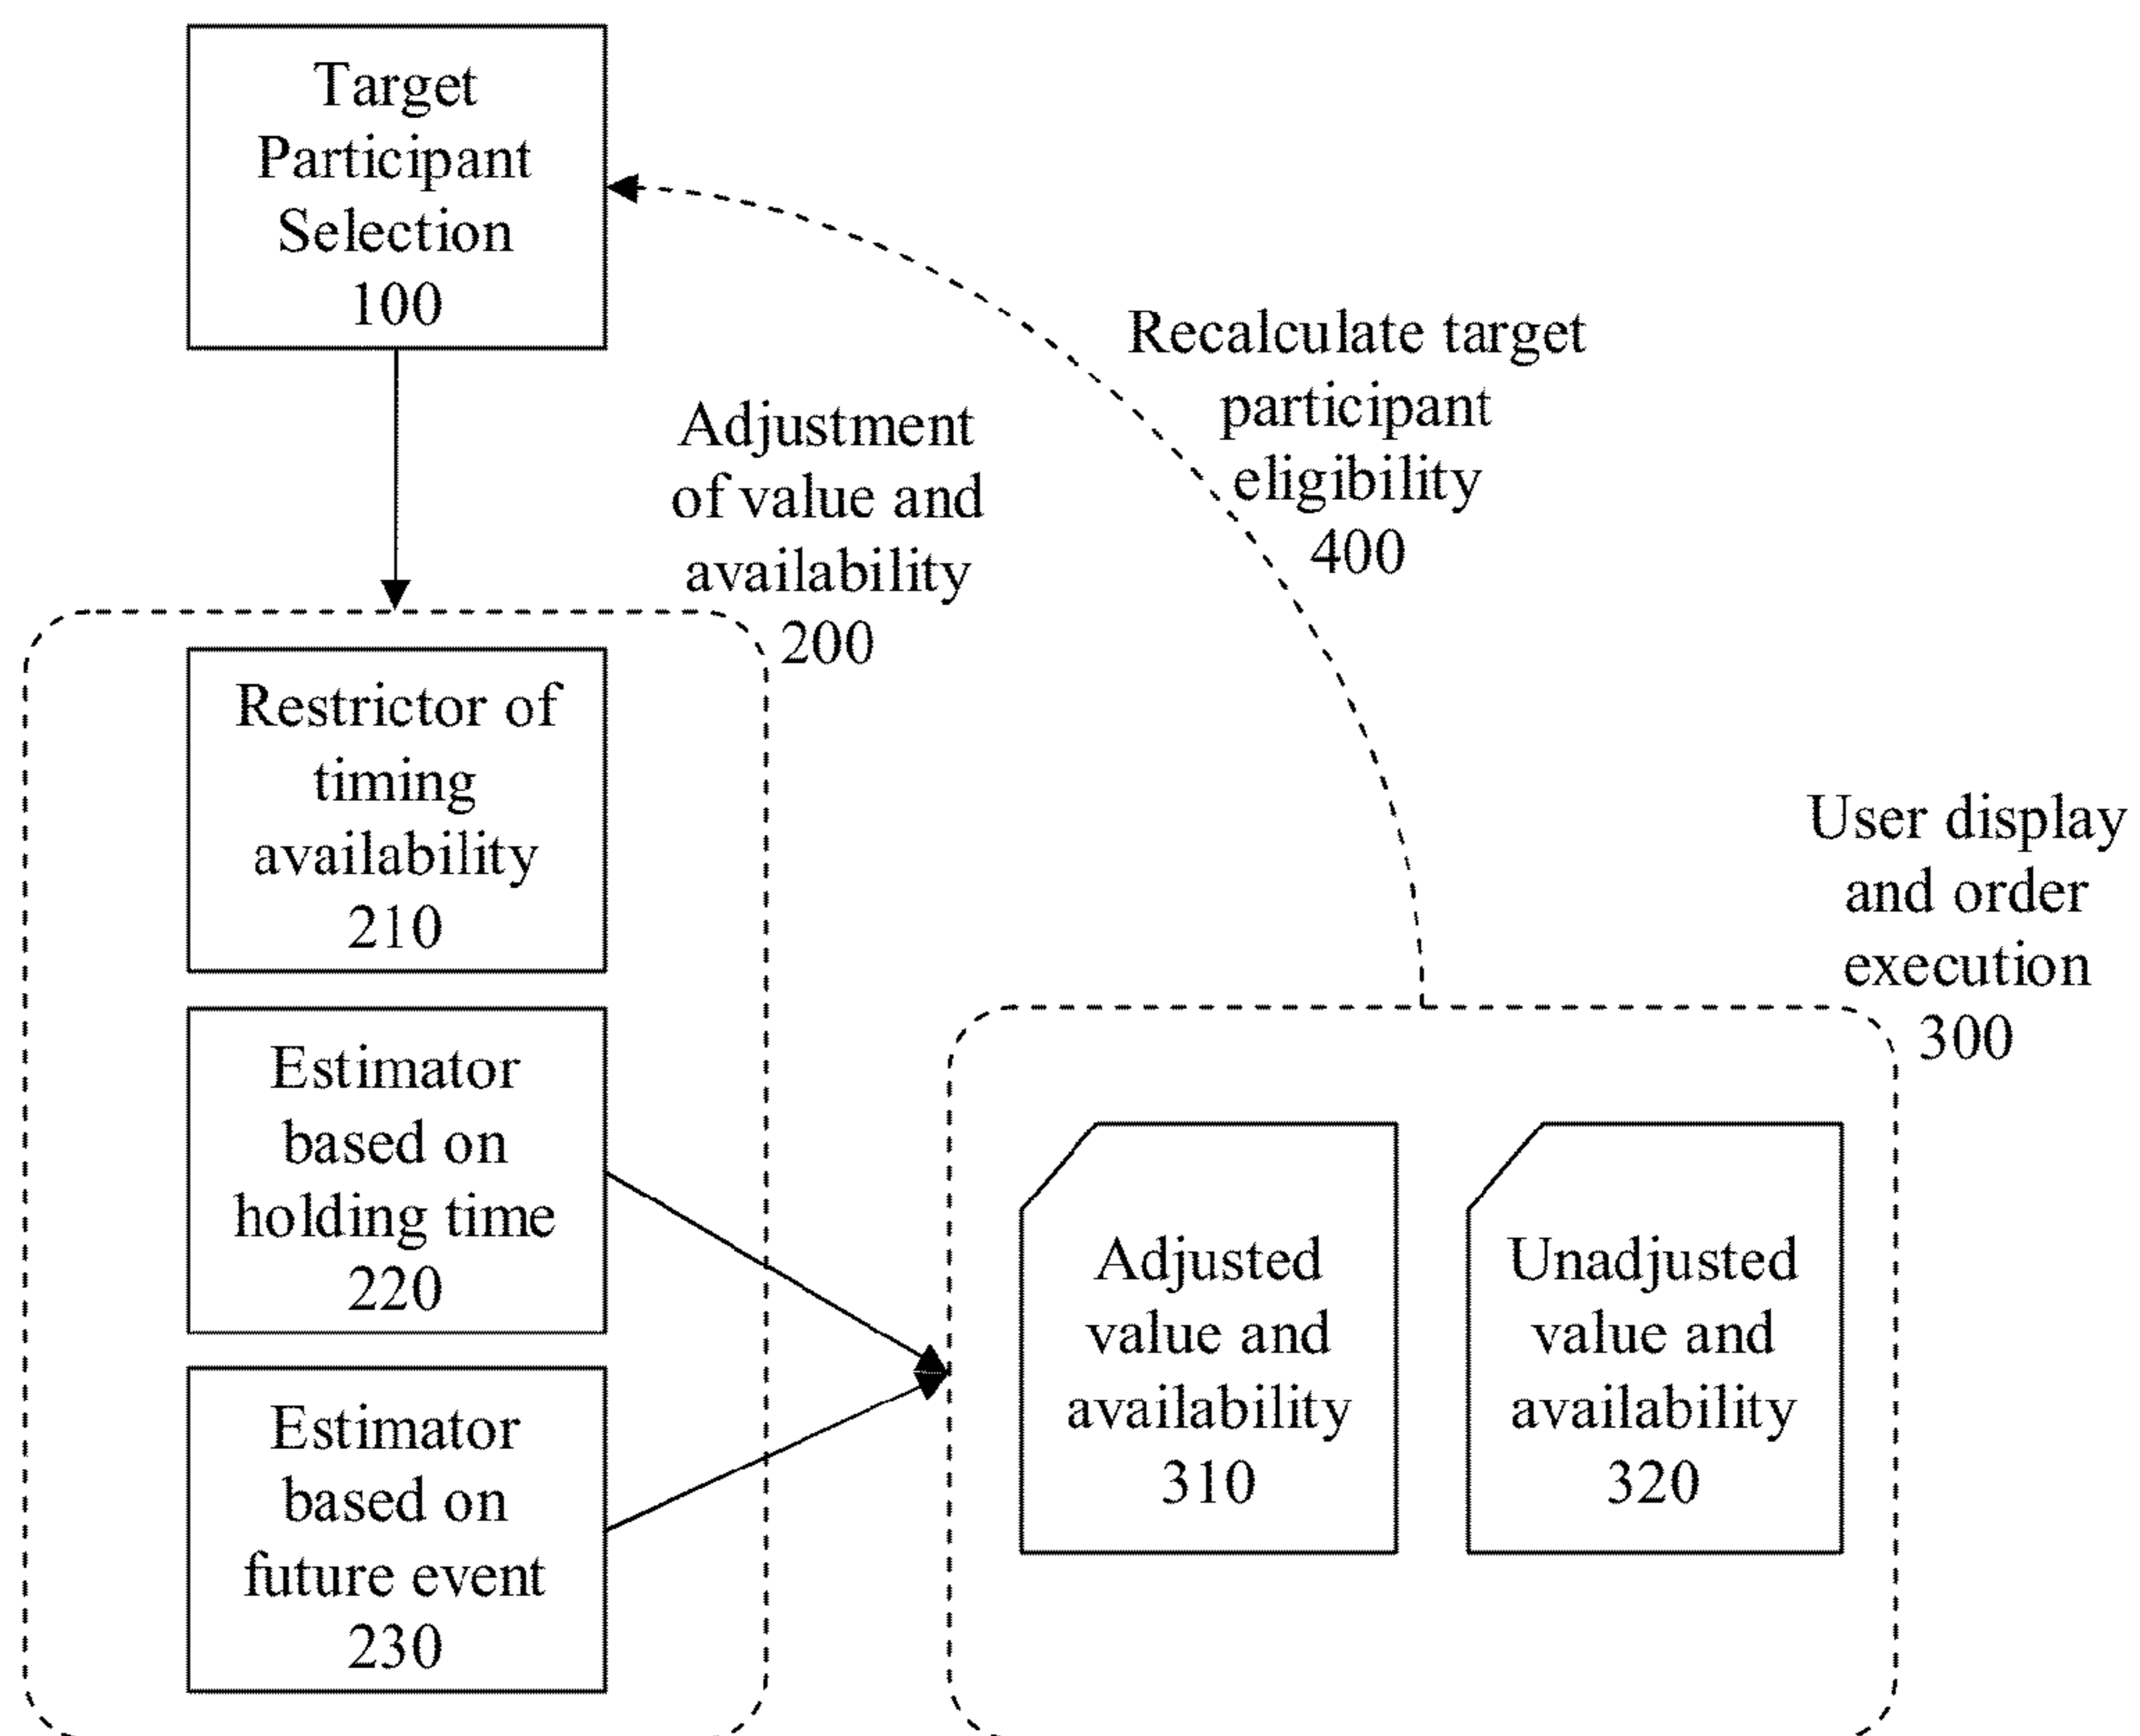 Target
Participant
Selection
100
Adjustment
of value and
availability
200
Recalculate target
participant
eligibility
400
Restrictor of
timing
availability
210
Estimator
based on
holding time
220
Estimator
based on
future event
230
User display
and order
execution
300
Adjusted
value and
availability
310
Unadjusted
value and
availability
320